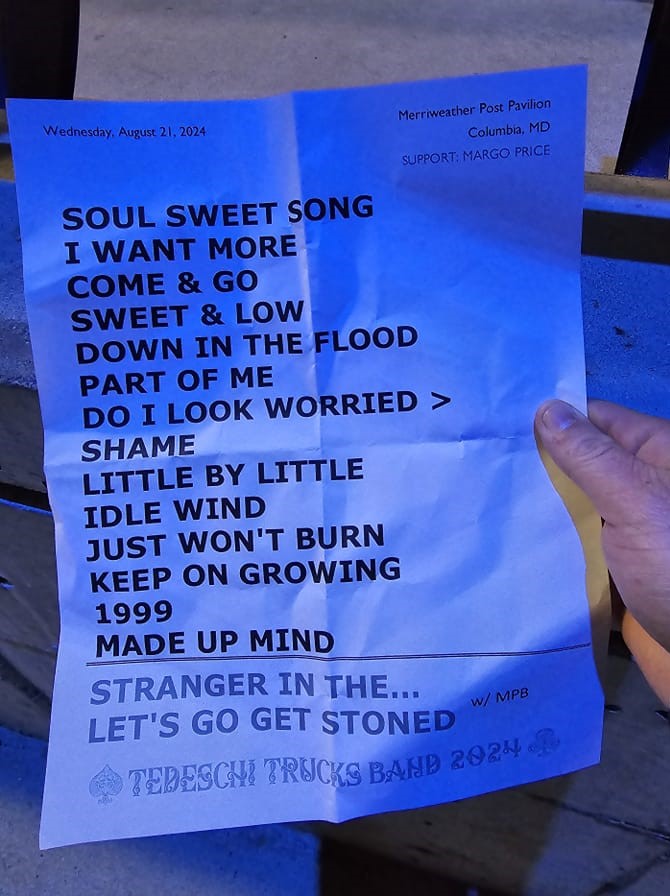 Wednesday, August 21, 2024
Merriweather Post Pavilion
Columbia, MD
SUPPORT: MARGO PRICE
SOUL SWEET SONG
I WANT MORE
COME & GO
SWEET & LOW
DOWN IN THE FLOOD
PART OF ME
DO I LOOK WORRIED >
SHAME
LITTLE BY LITTLE
IDLE WIND
JUST WON'T BURN
KEEP ON GROWING
1999
MADE UP MIND
STRANGER IN THE...
LET'S GO GET STONED w/ MPB
TEDESCHI TRUCKS BAND 2024